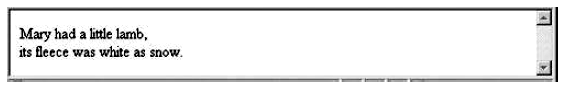 Mary had a little lamb,
its fleece was white as snow.